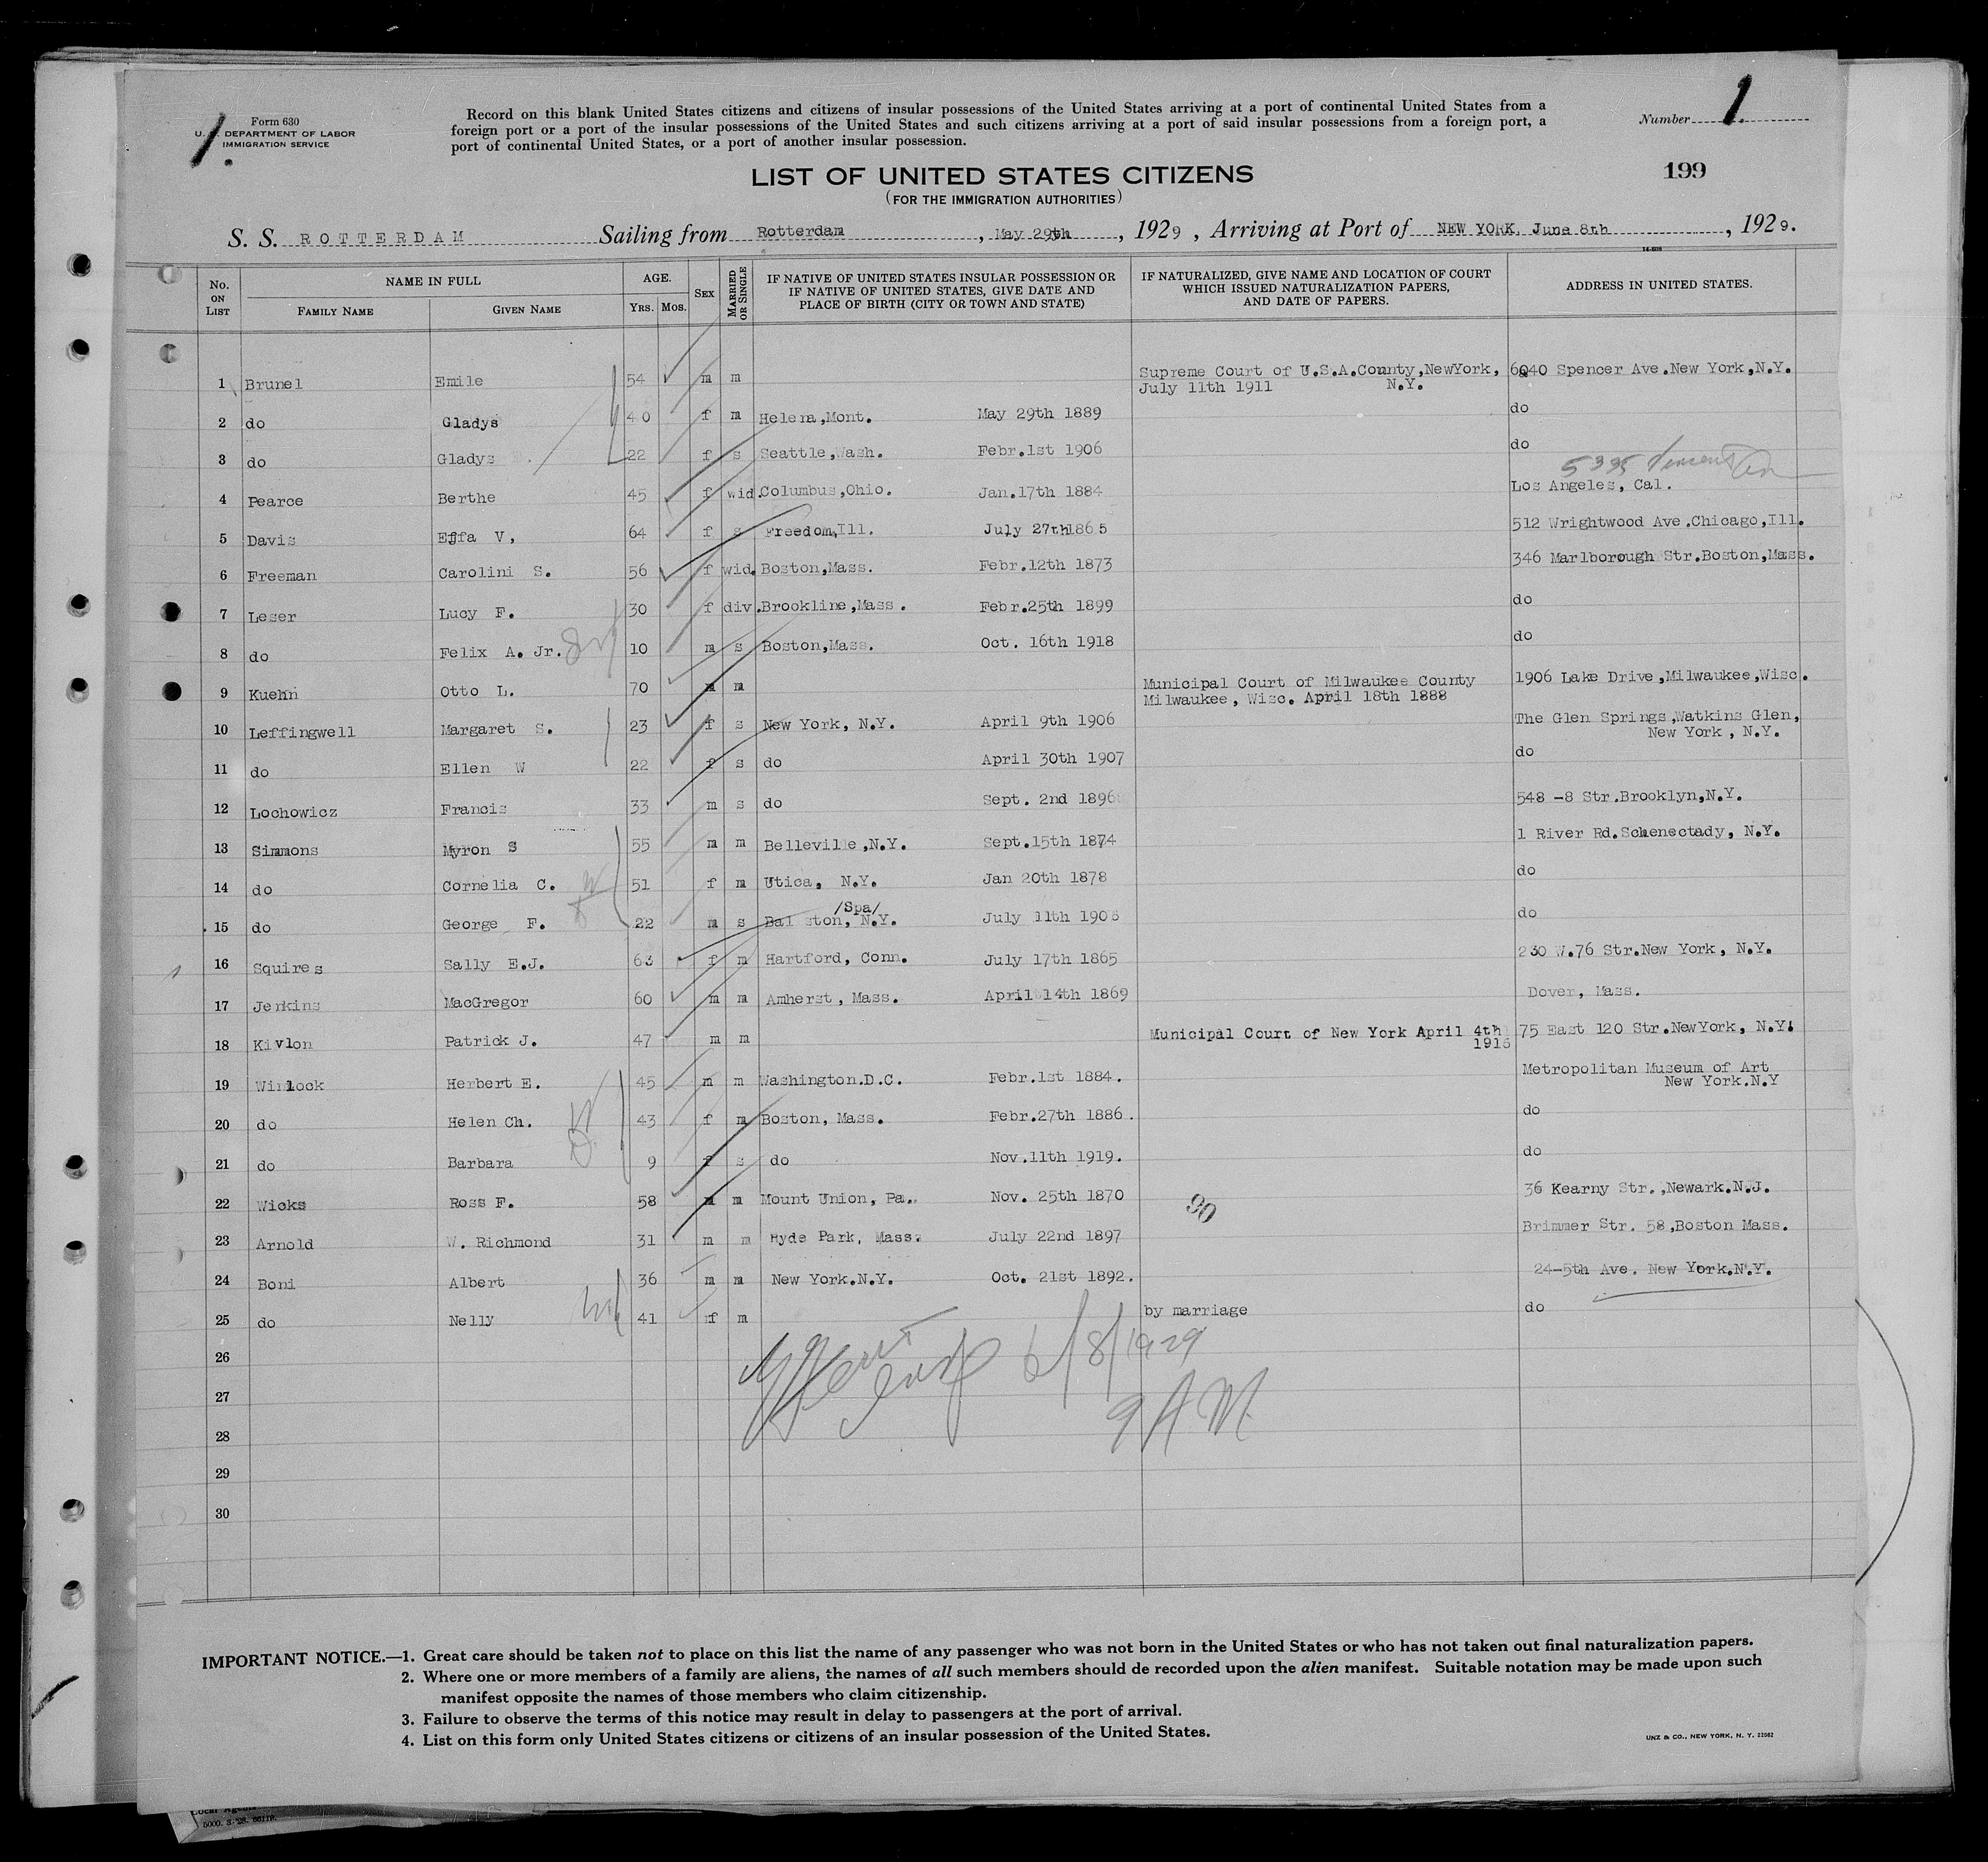 Form 630
U. S. DEPARTMENT OF LABOR
IMMIGRATION SERVICE
1.
Record on this blank United States citizens and citizens of insular possessions of the United States arriving at a port of continental United States from a
foreign port or a port of the insular possessions of the United States and such citizens arriving at a port of said insular possessions from a foreign port, a
port of continental United States, or a port of another insular possession.
Number 1.
199
LIST OF UNITED STATES CITIZENS
(FOR THE IMMIGRATION AUTHORITIES)
S. S. ROTTERDAM Sailing from Rotterdam, May 29th, 1929, Arriving at Port of NEW YORK, June 8th, 1929.
14-608
No. ON LIST NAME IN FULL FAMILY NAME GIVEN NAME AGE. YRS. MOS. SEX MARRIED OR SINGLE IF NATIVE OF UNITED STATES INSULAR POSSESSION OR IF NATIVE OF UNITED STATES, GIVE DATE AND PLACE OF BIRTH (CITY OR TOWN AND STATE) IF NATURALIZED, GIVE NAME AND LOCATION OF COURT WHICH ISSUED NATURALIZATION PAPERS, AND DATE OF PAPERS. ADDRESS IN UNITED STATES.
1 Brunel Emile 54 m m Supreme Court of U.S.A.County,NewYork, 6040 Spencer Ave.New York,N.Y.
July 11th 1911 N.Y.
2 do Gladys 40 f m Helena,Mont. May 29th 1889 do
3 do Gladys 22 f s Seattle,Wash. Febr.1st 1906 do
5335
4 Pearce Berthe 45 f wid. Columbus,Ohio. Jan.17th 1884 Los Angeles, Cal.
5 Davis Effa V, 64 f s Freedom,Ill. July 27th1865 512 Wrightwood Ave.Chicago,Ill.
6 Freeman Carolini S. 56 f wid. Boston,Mass. Febr.12th 1873 346 Marlborough Str.Boston,Mass.
7 Leser Lucy F. 30 f div. Brookline,Mass. Febr.25th 1899 do
8 do Felix A. Jr. 10 m s Boston,Mass. Oct. 16th 1918 do
9 Kuehn Otto L. 70 m m Municipal Court of Milwaukee County 1906 Lake Drive,Milwaukee,Wisc.
Milwaukee, Wisc. April 18th 1888
10 Leffingwell Margaret S. 23 f s New York, N.Y. April 9th 1906 The Glen Springs,Watkins Glen,
New York, N.Y.
11 do Ellen W 22 f s do April 30th 1907 do
12 Lochowicz Francis 33 m s do Sept. 2nd 1896 548 -8 Str.Brooklyn,N.Y.
13 Simmons Myron S 55 m m Belleville,N.Y. Sept.15th 1874 1 River Rd.Schenectady, N.Y.
14 do Cornelia C. 51 f m Utica, N.Y. Jan 20th 1878 do
/Spa/
15 do George F. 22 m s Balston, N.Y. July 11th 1906 do
16 Squires Sally E.J. 63 f m Hartford, Conn. July 17th 1865 230 W.76 Str.New York, N.Y.
17 Jenkins MacGregor 60 m m Amherst, Mass. April 14th 1869 Dover, Mass.
18 Kivlon Patrick J. 47 m m Municipal Court of New York April 4th 75 East 120 Str.NewYork, N.Y.
1916
19 Winlock Herbert E. 45 m m Washington.D.C. Febr.1st 1884. Metropolitan Museum of Art
New York.N.Y
20 do Helen Ch. 43 f m Boston, Mass. Febr.27th 1886. do
21 do Barbara 9 f s do Nov.11th 1919. do
22 Wicks Ross F. 58 m m Mount Union, Pa. Nov. 25th 1870 36 Kearny Str.,Newark.N.J.
90
23 Arnold W. Richmond 31 m m Hyde Park, Mass. July 22nd 1897 Brimmer Str. 58,Boston Mass.
24 Boni Albert 36 m m New York.N.Y. Oct. 21st 1892. 24-5th Ave. New York.N.Y.
25 do Nelly 41 f m by marriage do
26
6/8/1929
27
9 AM
28
29
30
IMPORTANT NOTICE.—1. Great care should be taken not to place on this list the name of any passenger who was not born in the United States or who has not taken out final naturalization papers.
2. Where one or more members of a family are aliens, the names of all such members should de recorded upon the alien manifest. Suitable notation may be made upon such
manifest opposite the names of those members who claim citizenship.
3. Failure to observe the terms of this notice may result in delay to passengers at the port of arrival.
4. List on this form only United States citizens or citizens of an insular possession of the United States.
UNZ & CO., NEW YORK, N. Y. 22562
Local Agents